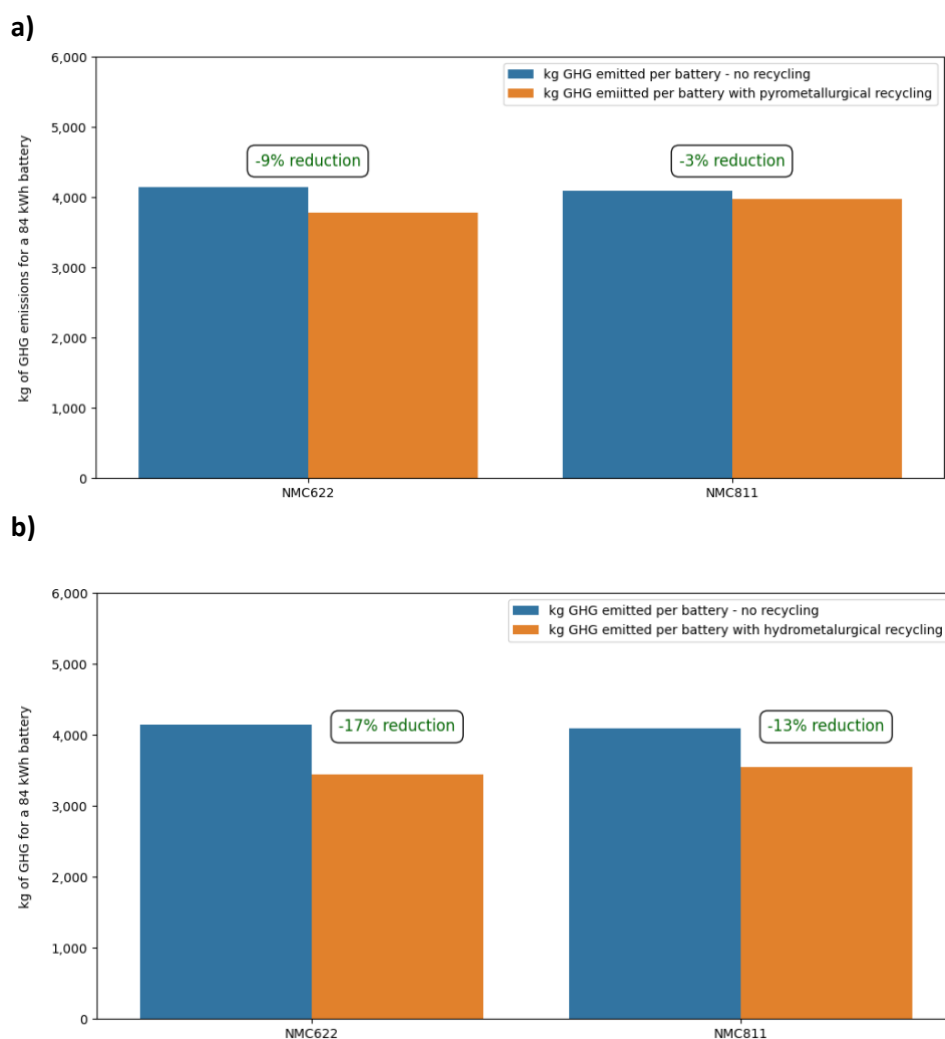 a)
6,000
kg GHG emitted per battery - no recycling
kg GHG emiitted per battery with pyrometallurgical recycling
5,000
-9% reduction
-3% reduction
4,000
kg of GHG emissions for a 84 kWh battery
3,000
2,000
1,000
0
NMC622
NMC811
b)
6,000
kg GHG emitted per battery - no recycling
kg GHG emitted per battery with hydrometalurgical recycling
5,000
-17% reduction
-13% reduction
4,000
kg of GHG for a 84 kWh battery
3,000
2,000
1,000
0
NMC622
NMC811